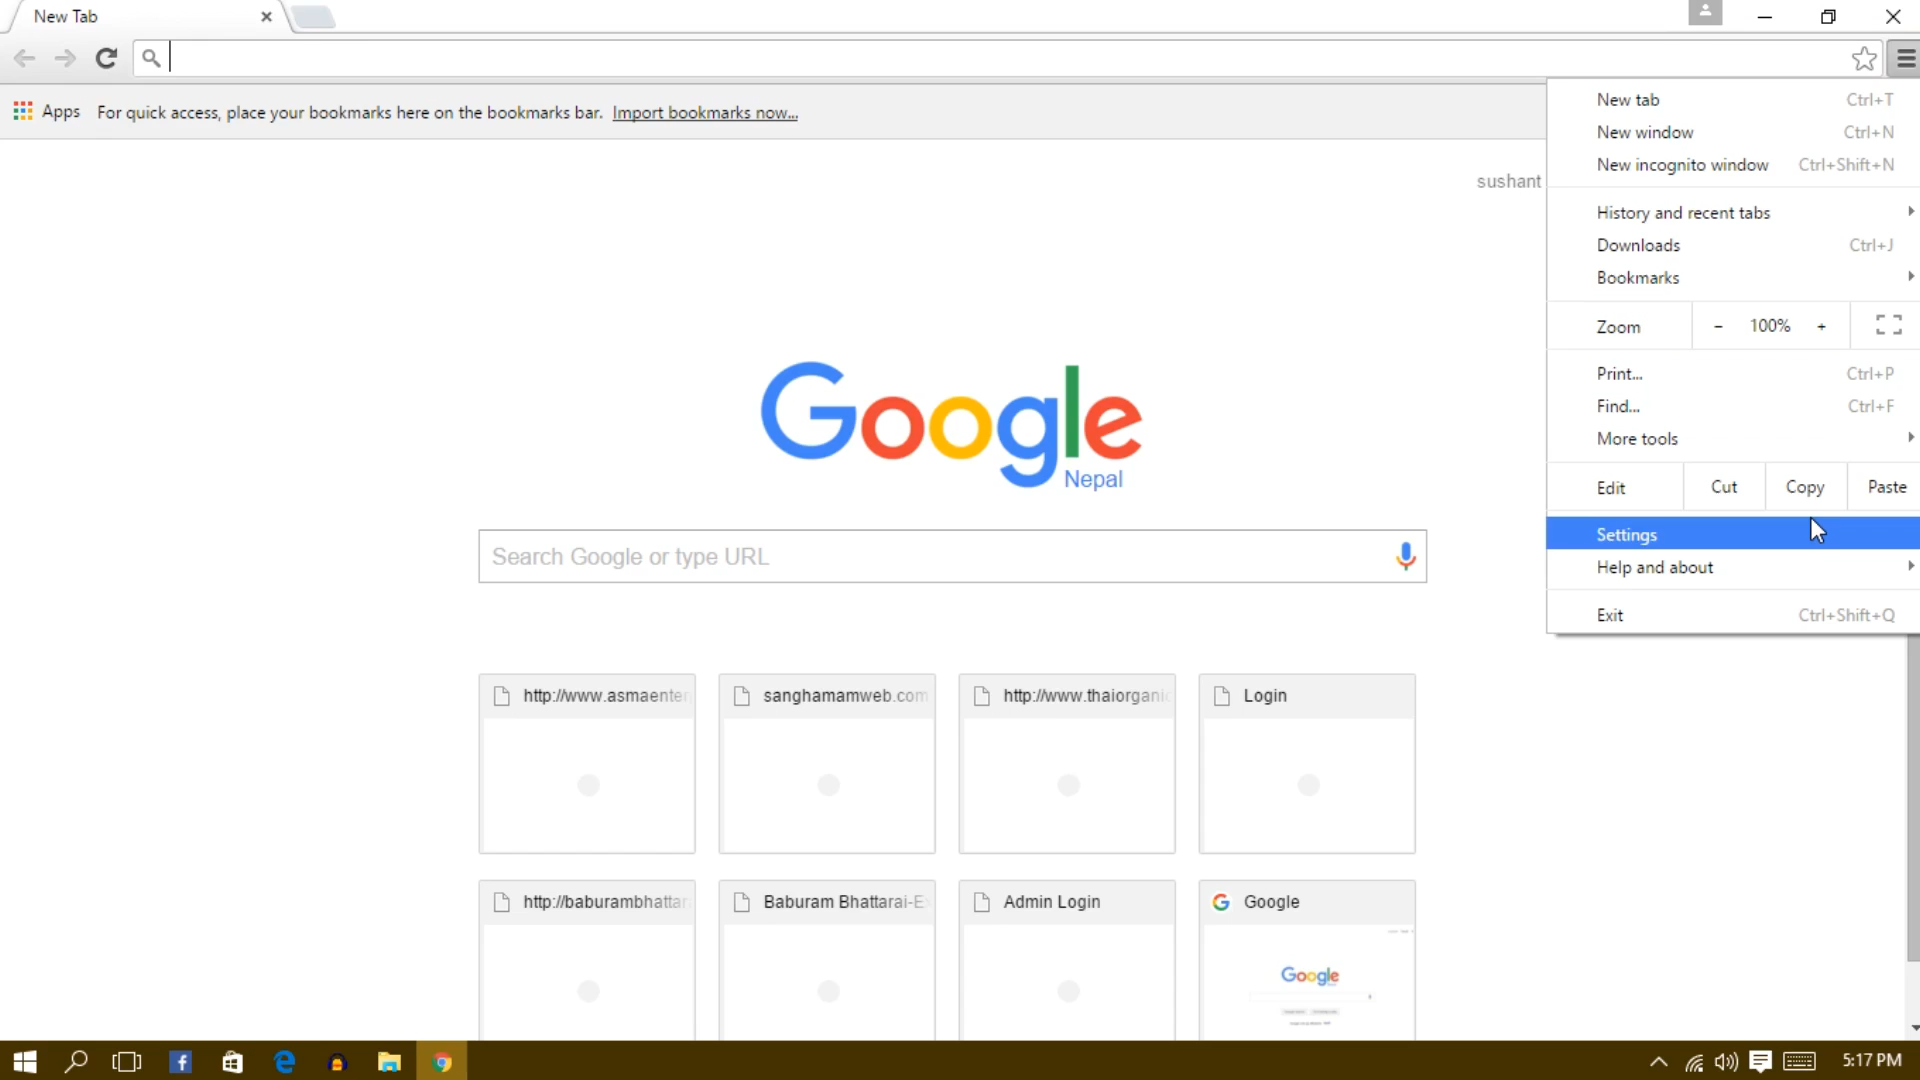 New Tab
Apps For quick access, place your bookmarks here on the bookmarks bar. Import bookmarks now...
sushant
New tab Ctrl+T
New window Ctrl+N
New incognito window Ctrl+Shift+N
History and recent tabs
Downloads Ctrl+J
Bookmarks
Zoom - 100% +
Print... Ctrl+P
Find... Ctrl+F
More tools
Edit Cut Copy Paste
Settings
Help and about
Exit Ctrl+Shift+Q
Google
Nepal
Search Google or type URL
http://www.asmaenter sanghamamweb.com http://www.thaiorganic Login
http://baburambhattar Baburam Bhattarai-E Admin Login Google
Google
5:17 PM